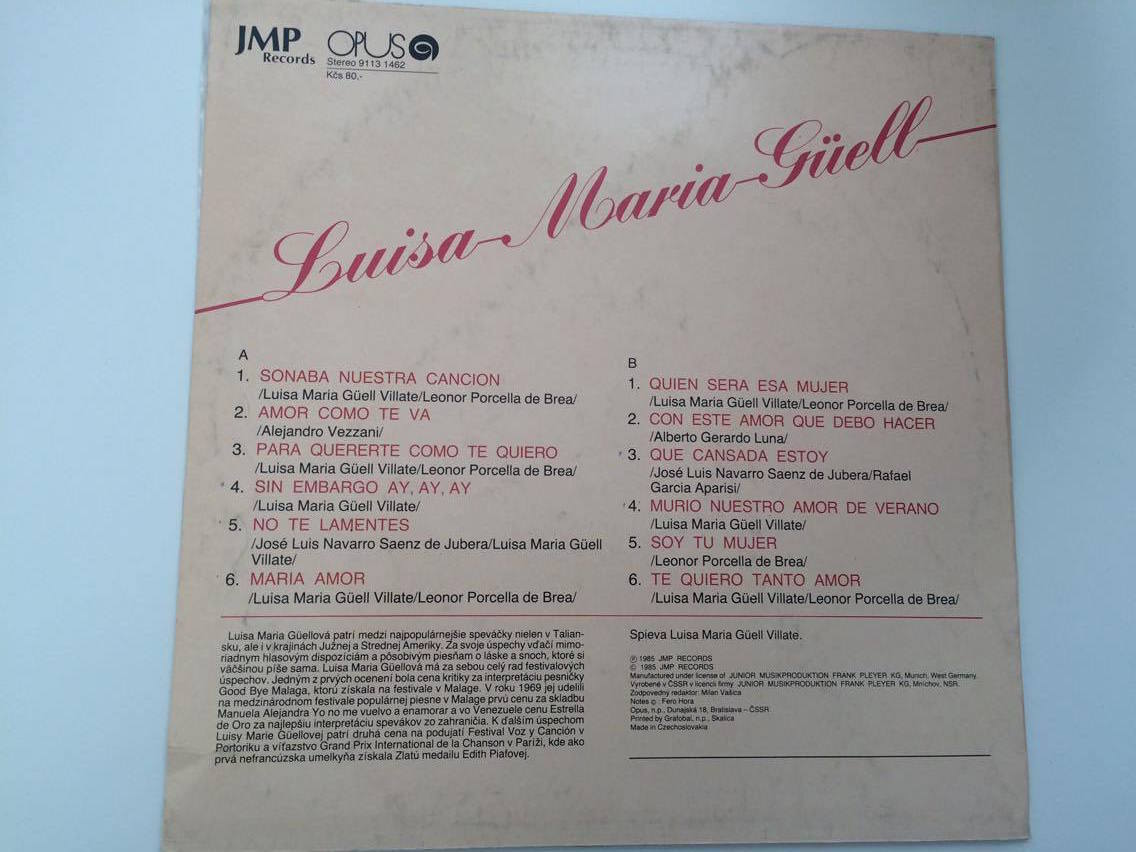 JMP
Records
OPUS
Stereo 9113 1462
Kčs 80,-
Luisa Maria Güell
A
1. SONABA NUESTRA CANCION
/Luisa Maria Güell Villate/Leonor Porcella de Brea/
2. AMOR COMO TE VA
/Alejandro Vezzani/
3. PARA QUERERTE COMO TE QUIERO
/Luisa Maria Güell Villate/Leonor Porcella de Brea/
4. SIN EMBARGO AY, AY, AY
/Luisa Maria Güell Villate/
5. NO TE LAMENTES
/José Luis Navarro Saenz de Jubera/Luisa Maria Güell
Villate/
6. MARIA AMOR
/Luisa Maria Güell Villate/Leonor Porcella de Brea/
B
1. QUIEN SERA ESA MUJER
/Luisa Maria Güell Villate/Leonor Porcella de Brea/
2. CON ESTE AMOR QUE DEBO HACER
/Alberto Gerardo Luna/
3. QUE CANSADA ESTOY
/José Luis Navarro Saenz de Jubera/Rafael
Garcia Aparisi/
4. MURIO NUESTRO AMOR DE VERANO
/Luisa Maria Güell Villate/
5. SOY TU MUJER
/Leonor Porcella de Brea/
6. TE QUIERO TANTO AMOR
/Luisa Maria Güell Villate/Leonor Porcella de Brea/
Luisa Maria Güellová patrí medzi najpopulárnejšie speváčky nielen v Talian-
sku, ale i v krajinách Južnej a Strednej Ameriky. Za svoje úspechy vďačí mimo-
riadnym hlasovým dispozíciám a pôsobivým piesňam o láske a snoch, ktoré si
väčšinou píše sama. Luisa Maria Güellová má za sebou celý rad festivalových
úspechov. Jedným z prvých ocenení bola cena kritiky za interpretáciu pesničky
Good Bye Malaga, ktorú získala na festivale v Malage. V roku 1969 jej udelili
na medzinárodnom festivale populárnej piesne v Malage prvú cenu za skladbu
Manuela Alejandra Yo no me vuelvo a enamorar a vo Venezuele cenu Estrella
de Oro za najlepšiu interpretáciu spevákov zo zahraničia. K ďalším úspechom
Luisy Marie Güellovej patrí druhá cena na podujatí Festival Voz y Canción v
Portoriku a víťazstvo Grand Prix International de la Chanson v Paríži, kde ako
prvá nefrancúzska umelkyňa získala Zlatú medailu Edith Piafovej.
Spieva Luisa Maria Güell Villate.
℗ 1985 JMP RECORDS
© 1985 JMP RECORDS
Manufactured under license of JUNIOR MUSIKPRODUKTION FRANK PLEYER KG, Munich, West Germany.
Vyrobené v ČSSR v licencii firmy JUNIOR MUSIKPRODUKTION FRANK PLEYER KG, Mníchov, NSR.
Zodpovedný redaktor: Milan Vašica
Notes © : Fero Hora
Opus, n.p., Dunajská 18, Bratislava – ČSSR
Printed by Grafobal, n.p., Skalica
Made in Czechoslovakia